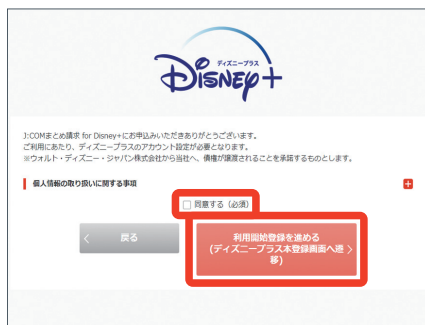 ディズニープラス
Disney+
J:COMまとめ請求 for Disney+にお申込みいただきありがとうございます。
ご利用にあたり、ディズニープラスのアカウント設定が必要となります。
※ウォルト・ディズニー・ジャパン株式会社から当社へ、債権が譲渡されることを承諾するものとします。
個人情報の取り扱いに関する事項
同意する（必須）
戻る
利用開始登録を進める
(ディズニープラス本登録画面へ遷
移)